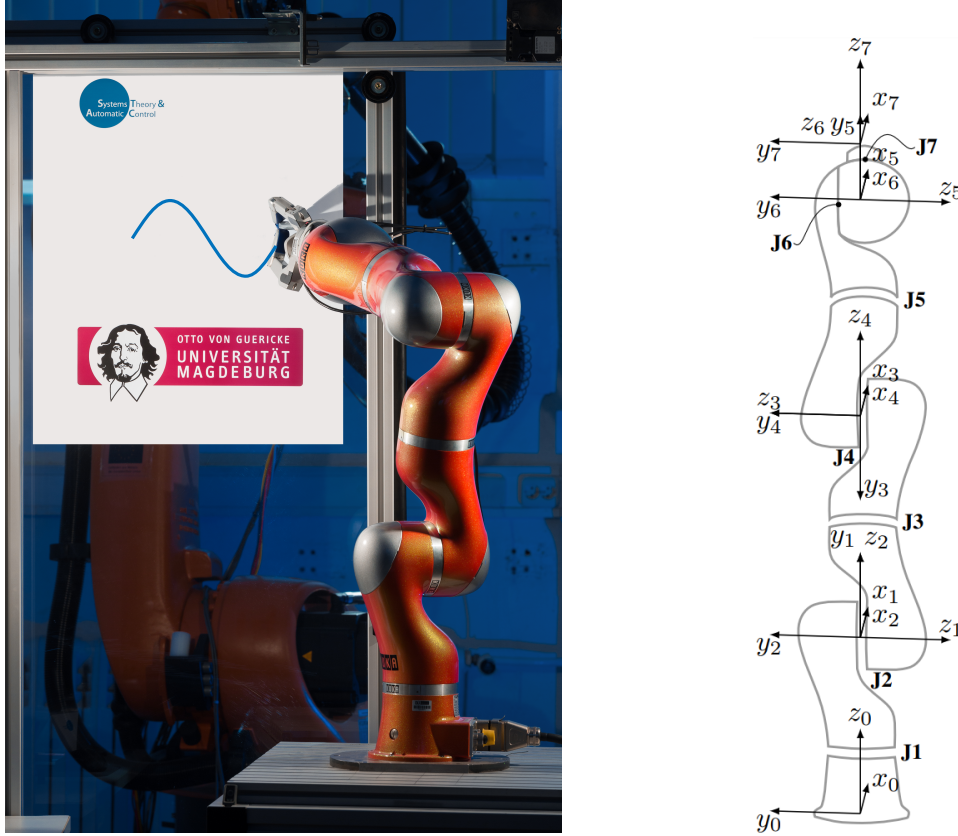 Systems Theory &
Automatic Control
OTTO VON GUERICKE
UNIVERSITÄT
MAGDEBURG
z₇
x₇
z₆ y₅
J7
y₇
x₅
x₆
z₅
y₆
J6
J5
z₄
x₃
z₃
x₄
y₄
J4
y₃
J3
y₁ z₂
x₁
x₂
z₁
y₂
J2
z₀
J1
x₀
y₀